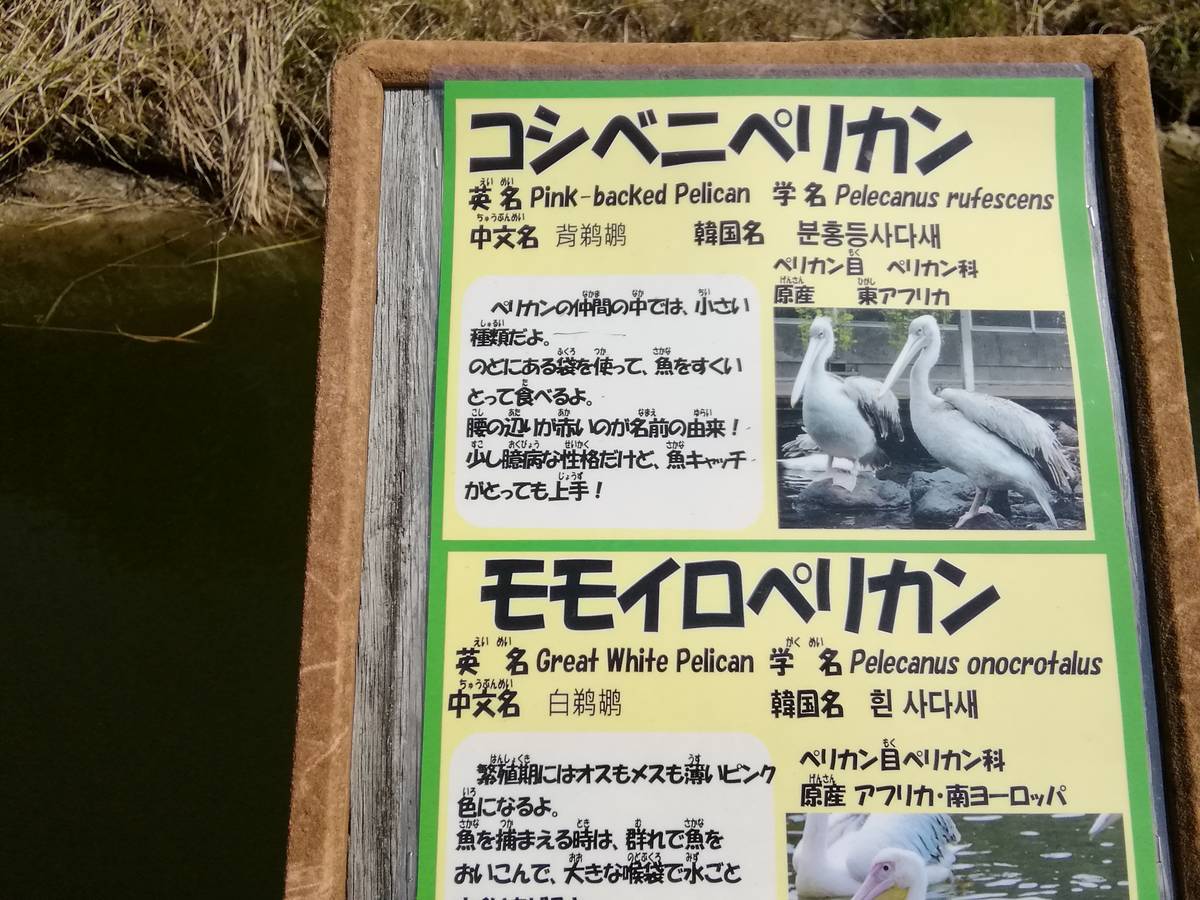 コシベニペリカン
英名 Pink-backed Pelican 学名 Pelecanus rufescens
中文名 背鹈鹕 韓国名 분홍등사다새
ペリカン目 ペリカン科
原産 東アフリカ
ペリカンの仲間の中では、小さい
種類だよ。
のどにある袋を使って、魚をすくい
とって食べるよ。
腰の辺りが赤いのが名前の由来！
少し臆病な性格だけど、魚キャッチ
がとっても上手！
モモイロペリカン
英名 Great White Pelican 学名 Pelecanus onocrotalus
中文名 白鹈鹕 韓国名 흰 사다새
ペリカン目ペリカン科
原産 アフリカ・南ヨーロッパ
繁殖期にはオスもメスも薄いピンク
色になるよ。
魚を捕まえる時は、群れで魚を
おいこんで、大きな喉袋で水ごと